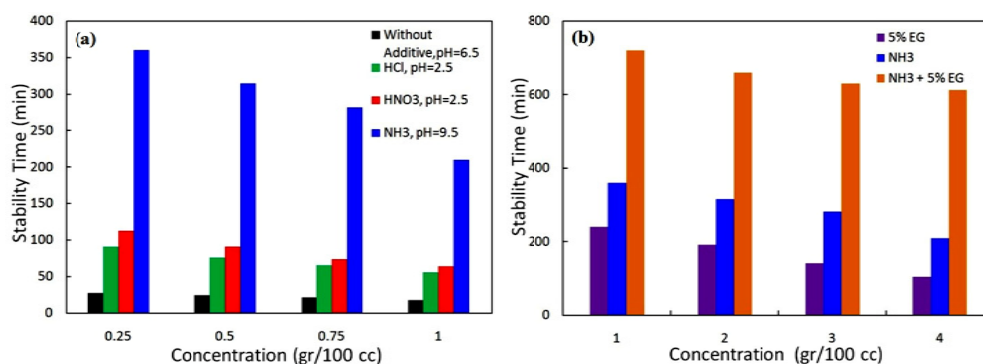 (a)
Stability Time (min)
400
350
300
250
200
150
100
50
0
Without
Additive,pH=6.5
HCl, pH=2.5
HNO3, pH=2.5
NH3, pH=9.5
0.25 0.5 0.75 1
Concentration (gr/100 cc)
(b)
Stability Time (min)
800
600
400
200
0
5% EG
NH3
NH3 + 5% EG
1 2 3 4
Concentration (gr/100 cc)